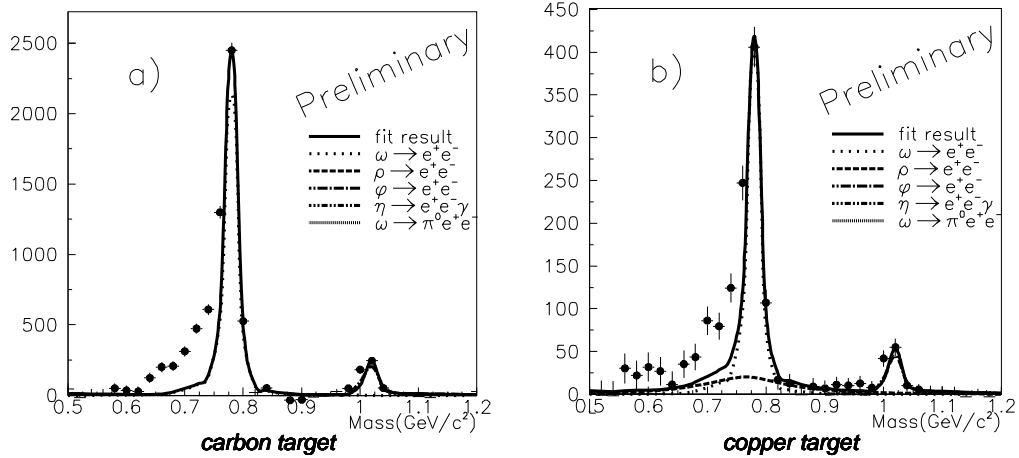 2500
2000
1500
1000
500
0
a)
Preliminary
fit result
ω → e⁺e⁻
ρ → e⁺e⁻
φ → e⁺e⁻
η → e⁺e⁻γ
ω → π⁰e⁺e⁻
0.5 0.6 0.7 0.8 0.9 1 1.1 1.2
Mass(GeV/c²)
carbon target
450
400
350
300
250
200
150
100
50
0
b)
Preliminary
fit result
ω → e⁺e⁻
ρ → e⁺e⁻
φ → e⁺e⁻
η → e⁺e⁻γ
ω → π⁰e⁺e⁻
0.5 0.6 0.7 0.8 0.9 1 1.1 1.2
Mass(GeV/c²)
copper target